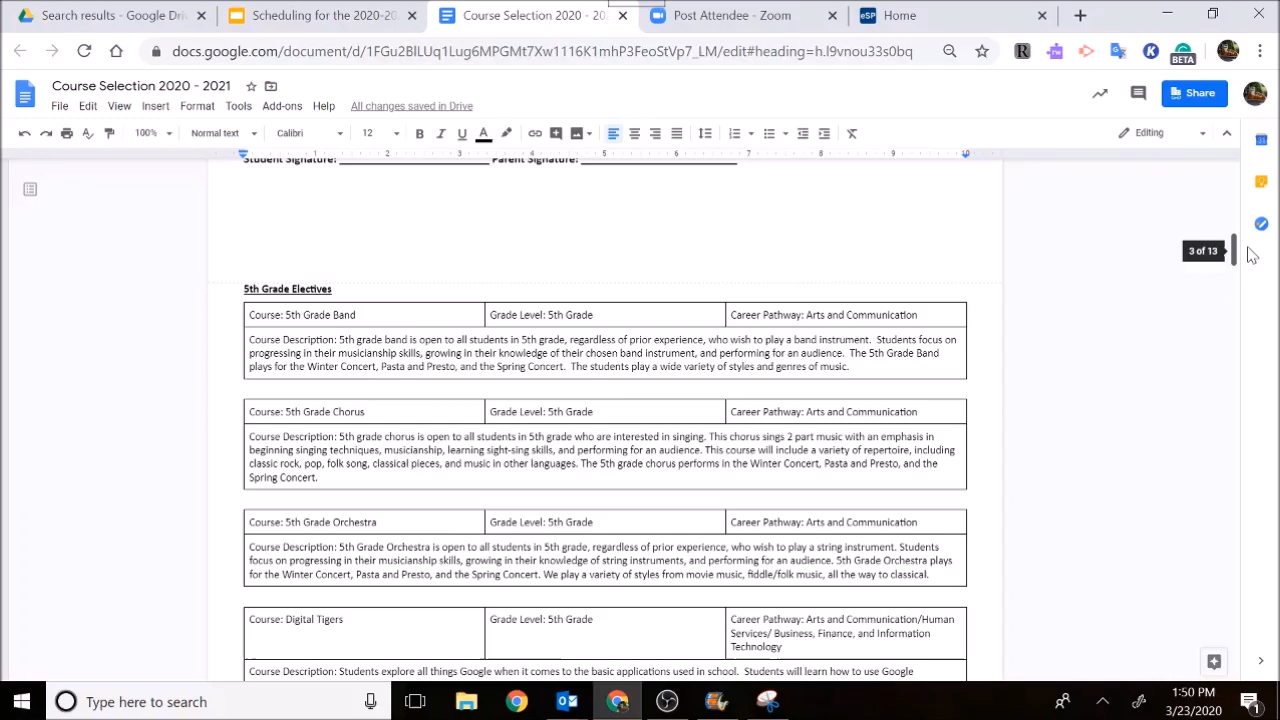 Search results - Google Driv
Scheduling for the 2020-20
Course Selection 2020 - 202
Post Attendee - Zoom
eSP Home
docs.google.com/document/d/1FGu2BlLUq1Lug6MPGMt7Xw1116K1mhP3FeoStVp7_LM/edit#heading=h.l9vnou33s0bq
BETA
Course Selection 2020 - 2021
File Edit View Insert Format Tools Add-ons Help All changes saved in Drive
Share
100% Normal text Calibri 12 Editing
1 2 3 4 5 6 7 8 9 10
Student Signature: Parent Signature:
3 of 13
5th Grade Electives
Course: 5th Grade Band Grade Level: 5th Grade Career Pathway: Arts and Communication
Course Description: 5th grade band is open to all students in 5th grade, regardless of prior experience, who wish to play a band instrument. Students focus on
progressing in their musicianship skills, growing in their knowledge of their chosen band instrument, and performing for an audience. The 5th Grade Band
plays for the Winter Concert, Pasta and Presto, and the Spring Concert. The students play a wide variety of styles and genres of music.
Course: 5th Grade Chorus Grade Level: 5th Grade Career Pathway: Arts and Communication
Course Description: 5th grade chorus is open to all students in 5th grade who are interested in singing. This chorus sings 2 part music with an emphasis in
beginning singing techniques, musicianship, learning sight-sing skills, and performing for an audience. This course will include a variety of repertoire, including
classic rock, pop, folk song, classical pieces, and music in other languages. The 5th grade chorus performs in the Winter Concert, Pasta and Presto, and the
Spring Concert.
Course: 5th Grade Orchestra Grade Level: 5th Grade Career Pathway: Arts and Communication
Course Description: 5th Grade Orchestra is open to all students in 5th grade, regardless of prior experience, who wish to play a string instrument. Students
focus on progressing in their musicianship skills, growing in their knowledge of string instruments, and performing for an audience. 5th Grade Orchestra plays
for the Winter Concert, Pasta and Presto, and the Spring Concert. We play a variety of styles from movie music, fiddle/folk music, all the way to classical.
Course: Digital Tigers Grade Level: 5th Grade Career Pathway: Arts and Communication/Human
Services/ Business, Finance, and Information
Technology
Course Description: Students explore all things Google when it comes to the basic applications used in school. Students will learn how to use Google
Type here to search
1:50 PM
3/23/2020